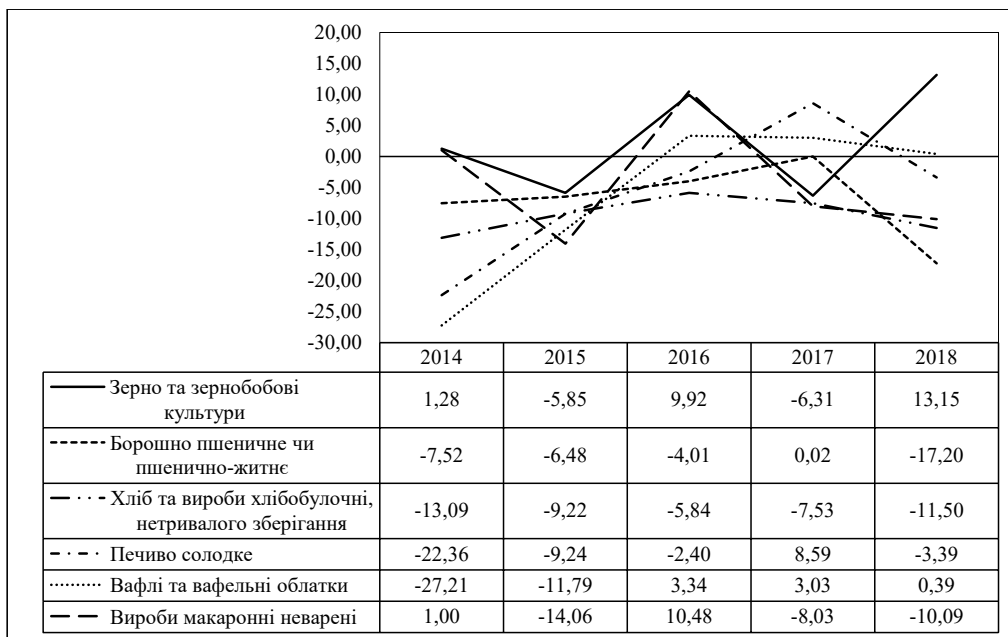 20,00
15,00
10,00
5,00
0,00
-5,00
-10,00
-15,00
-20,00
-25,00
-30,00
2014 2015 2016 2017 2018
Зерно та зернобобові
культури
1,28 -5,85 9,92 -6,31 13,15
Борошно пшеничне чи
пшенично-житнє
-7,52 -6,48 -4,01 0,02 -17,20
Хліб та вироби хлібобулочні,
нетривалого зберігання
-13,09 -9,22 -5,84 -7,53 -11,50
Печиво солодке -22,36 -9,24 -2,40 8,59 -3,39
Вафлі та вафельні облатки -27,21 -11,79 3,34 3,03 0,39
Вироби макаронні неварені 1,00 -14,06 10,48 -8,03 -10,09